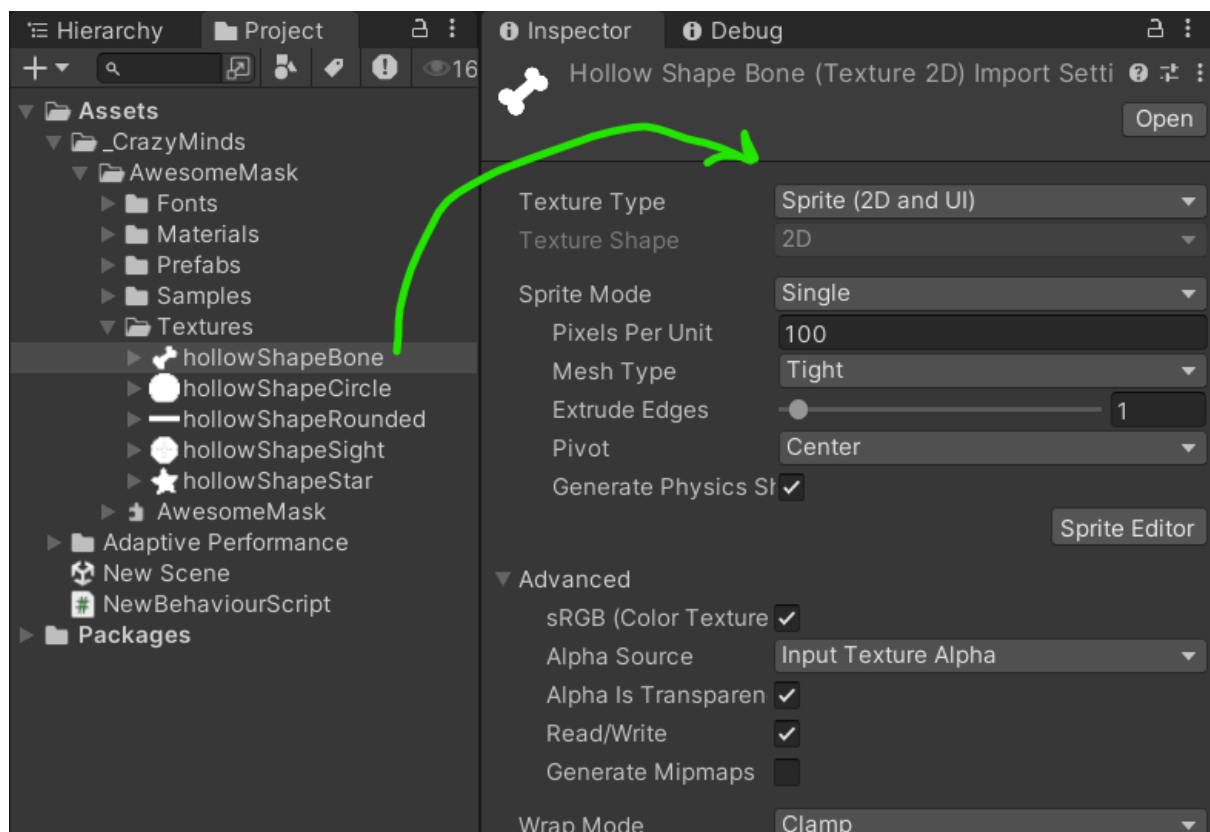 Hierarchy
Project
16
Assets
_CrazyMinds
AwesomeMask
Fonts
Materials
Prefabs
Samples
Textures
hollowShapeBone
hollowShapeCircle
hollowShapeRounded
hollowShapeSight
hollowShapeStar
AwesomeMask
Adaptive Performance
New Scene
NewBehaviourScript
Packages
Inspector
Debug
Hollow Shape Bone (Texture 2D) Import Setti
Open
Texture Type Sprite (2D and UI)
Texture Shape 2D
Sprite Mode Single
Pixels Per Unit 100
Mesh Type Tight
Extrude Edges 1
Pivot Center
Generate Physics Sh
Sprite Editor
Advanced
sRGB (Color Texture
Alpha Source Input Texture Alpha
Alpha Is Transparen
Read/Write
Generate Mipmaps
Wrap Mode Clamp